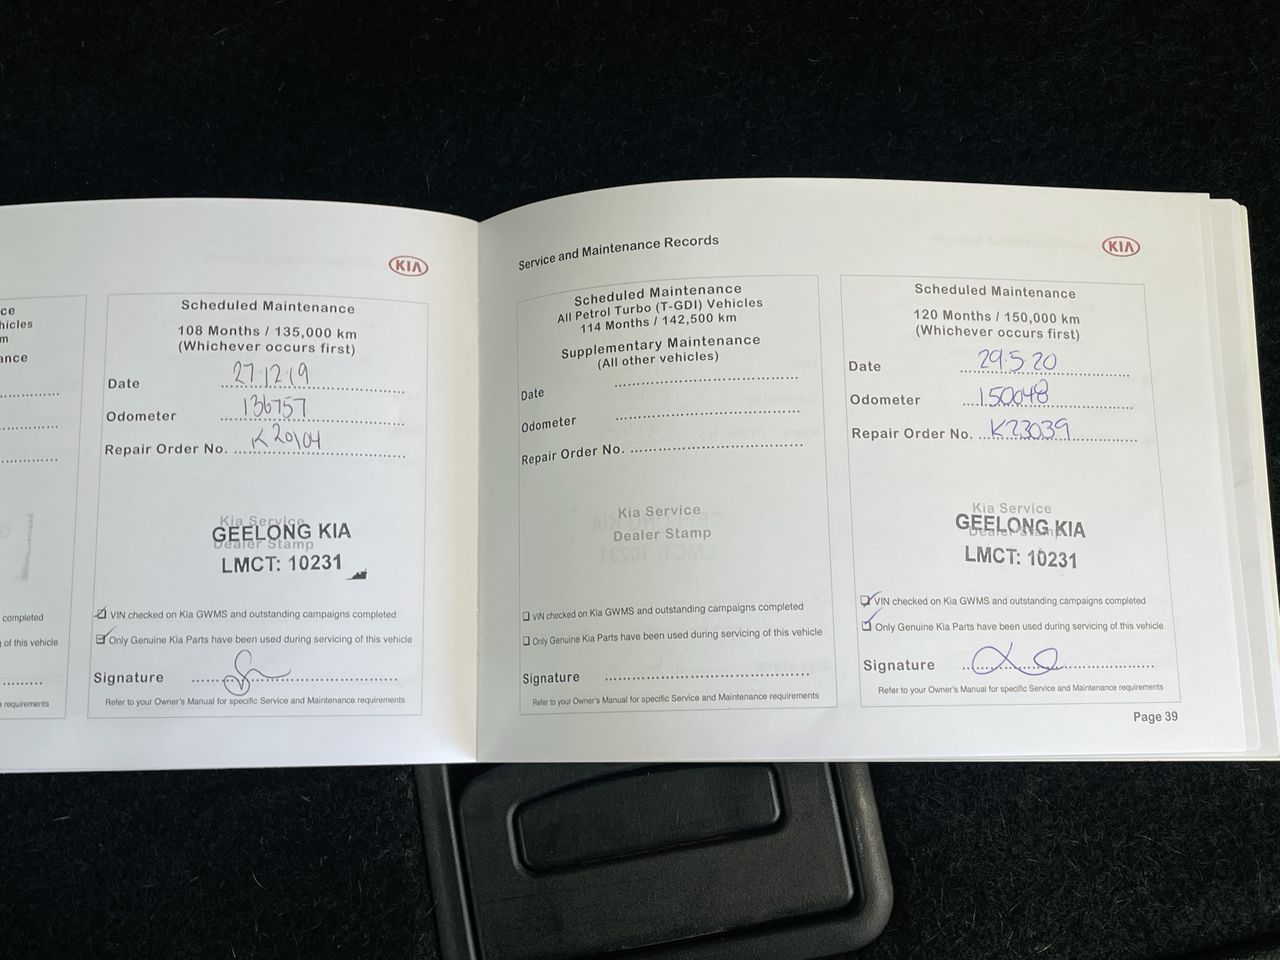 ce
hicles
m
ance
completed
g of this vehicle
e requirements
KIA
Scheduled Maintenance
108 Months / 135,000 km
(Whichever occurs first)
Date 27.12.19
Odometer 136757
Repair Order No. K20104
Kia Service
Dealer Stamp
GEELONG KIA
LMCT: 10231
VIN checked on Kia GWMS and outstanding campaigns completed
Only Genuine Kia Parts have been used during servicing of this vehicle
Signature
Refer to your Owner's Manual for specific Service and Maintenance requirements
Service and Maintenance Records
KIA
Scheduled Maintenance
All Petrol Turbo (T-GDI) Vehicles
114 Months / 142,500 km
Supplementary Maintenance
(All other vehicles)
Date
Odometer
Repair Order No.
Kia Service
Dealer Stamp
VIN checked on Kia GWMS and outstanding campaigns completed
Only Genuine Kia Parts have been used during servicing of this vehicle
Signature
Refer to your Owner's Manual for specific Service and Maintenance requirements
Scheduled Maintenance
120 Months / 150,000 km
(Whichever occurs first)
Date 29.5.20
Odometer 150048
Repair Order No. K23039
Kia Service
Dealer Stamp
GEELONG KIA
LMCT: 10231
VIN checked on Kia GWMS and outstanding campaigns completed
Only Genuine Kia Parts have been used during servicing of this vehicle
Signature
Refer to your Owner's Manual for specific Service and Maintenance requirements
Page 39